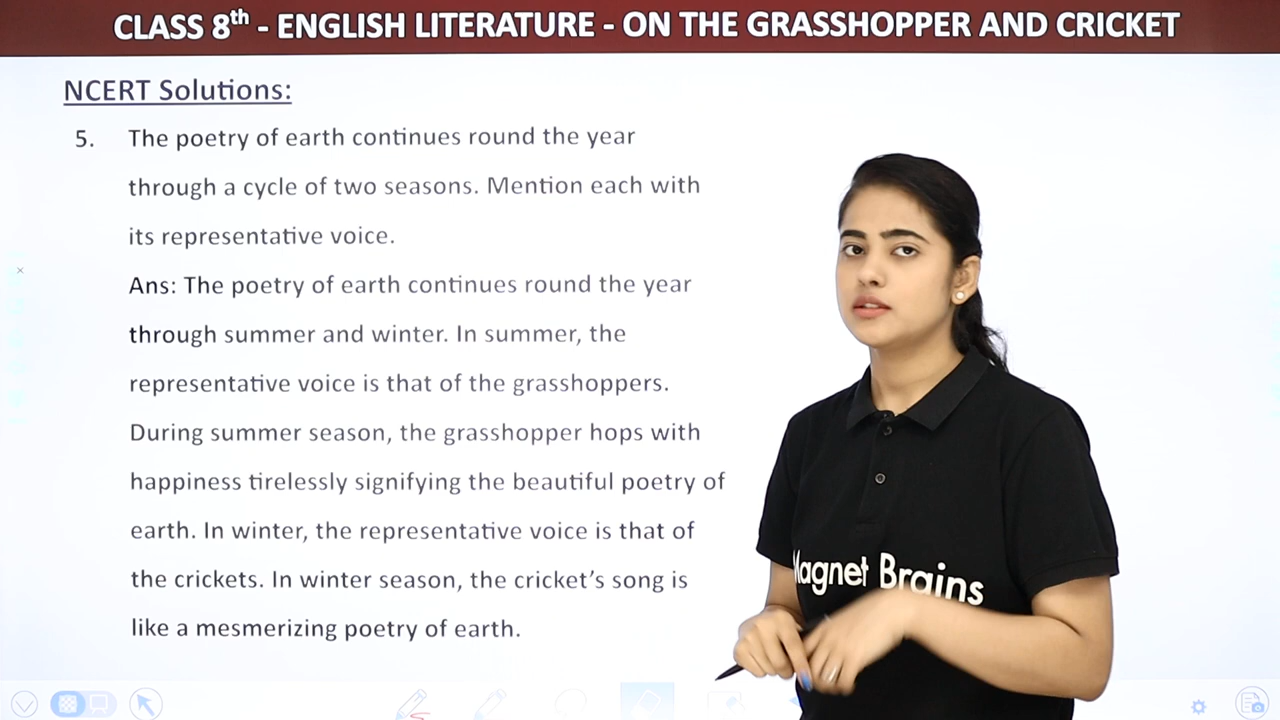 CLASS 8th - ENGLISH LITERATURE - ON THE GRASSHOPPER AND CRICKET
NCERT Solutions:
5. The poetry of earth continues round the year
through a cycle of two seasons. Mention each with
its representative voice.
Ans: The poetry of earth continues round the year
through summer and winter. In summer, the
representative voice is that of the grasshoppers.
During summer season, the grasshopper hops with
happiness tirelessly signifying the beautiful poetry of
earth. In winter, the representative voice is that of
the crickets. In winter season, the cricket’s song is
like a mesmerizing poetry of earth.
Magnet Brains